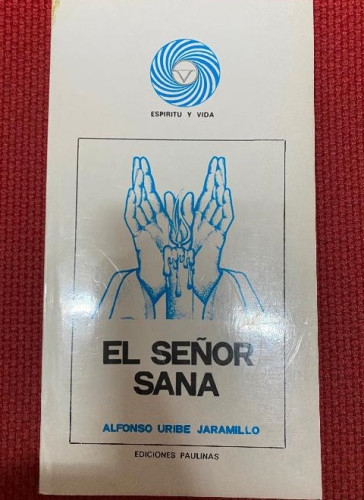 ESPIRITU Y VIDA
EL SEÑOR
SANA
ALFONSO URIBE JARAMILLO
EDICIONES PAULINAS